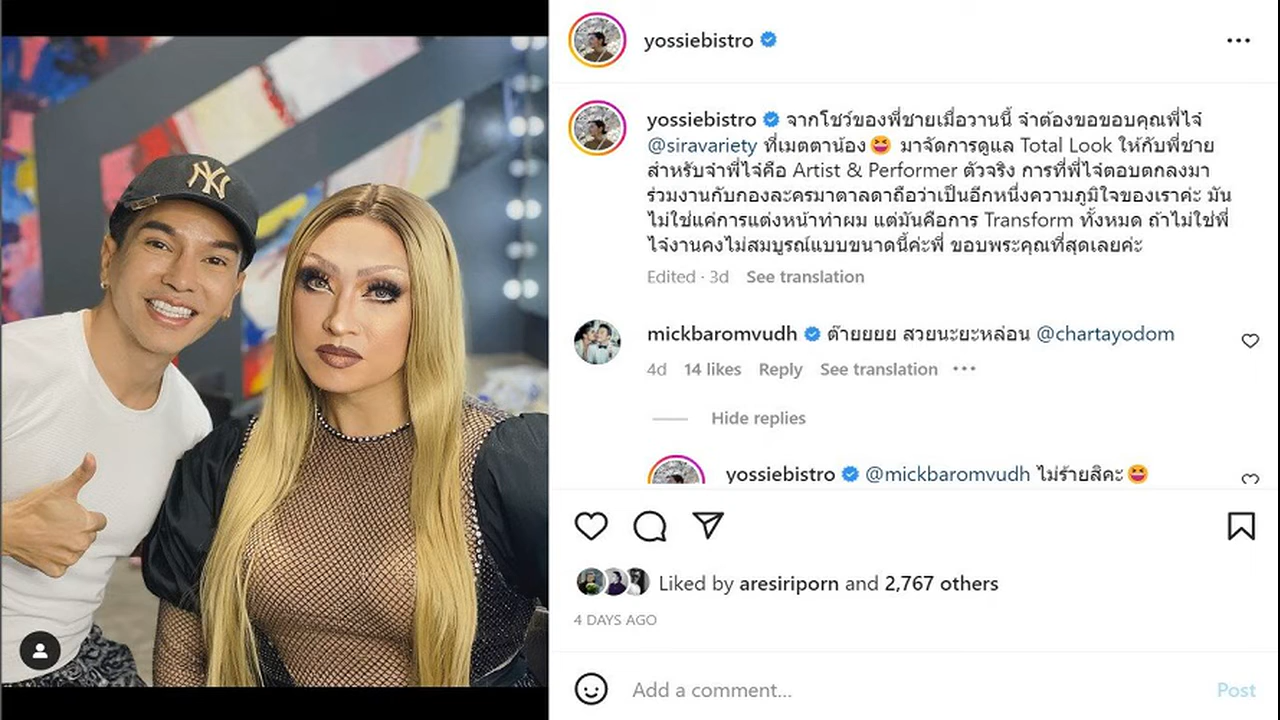 NY
yossiebistro
yossiebistro จากโชว์ของพี่ชายเมื่อวานนี้ จ๋าต้องขอขอบคุณพี่ไจ๋
@siravariety ที่เมตตาน้อง😆 มาจัดการดูแล Total Look ให้กับพี่ชาย
สำหรับจ๋าพี่ไจ๋คือ Artist & Performer ตัวจริง การที่พี่ไจ๋ตอบตกลงมา
ร่วมงานกับกองละครมาตาลดาถือว่าเป็นอีกหนึ่งความภูมิใจของเราค่ะ มัน
ไม่ใช่แค่การแต่งหน้าทำผม แต่มันคือการ Transform ทั้งหมด ถ้าไม่ใช่พี่
ไจ๋งานคงไม่สมบูรณ์แบบขนาดนี้ค่ะพี่ ขอบพระคุณที่สุดเลยค่ะ
Edited · 3d See translation
mickbaromvudh ต๊ายยยย สวยนะยะหล่อน @chartayodom
4d 14 likes Reply See translation •••
Hide replies
yossiebistro @mickbaromvudh ไม่ร้ายสิคะ😆
Liked by aresiriporn and 2,767 others
4 DAYS AGO
Add a comment... Post